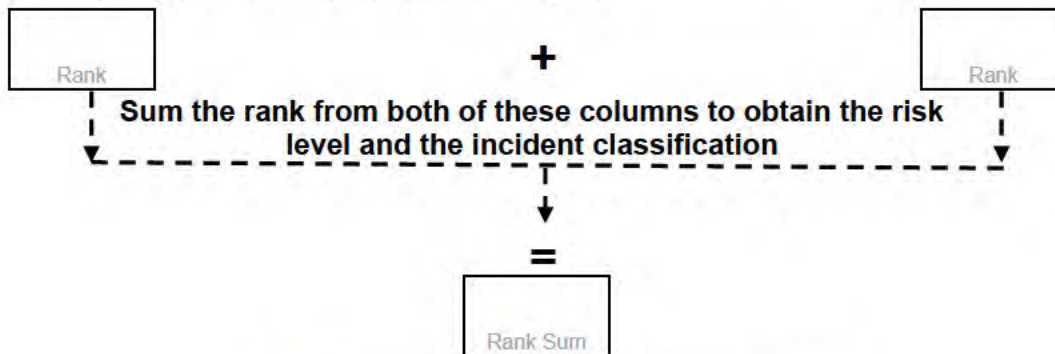 +
Rank
Rank
Sum the rank from both of these columns to obtain the risk
level and the incident classification
=
Rank Sum